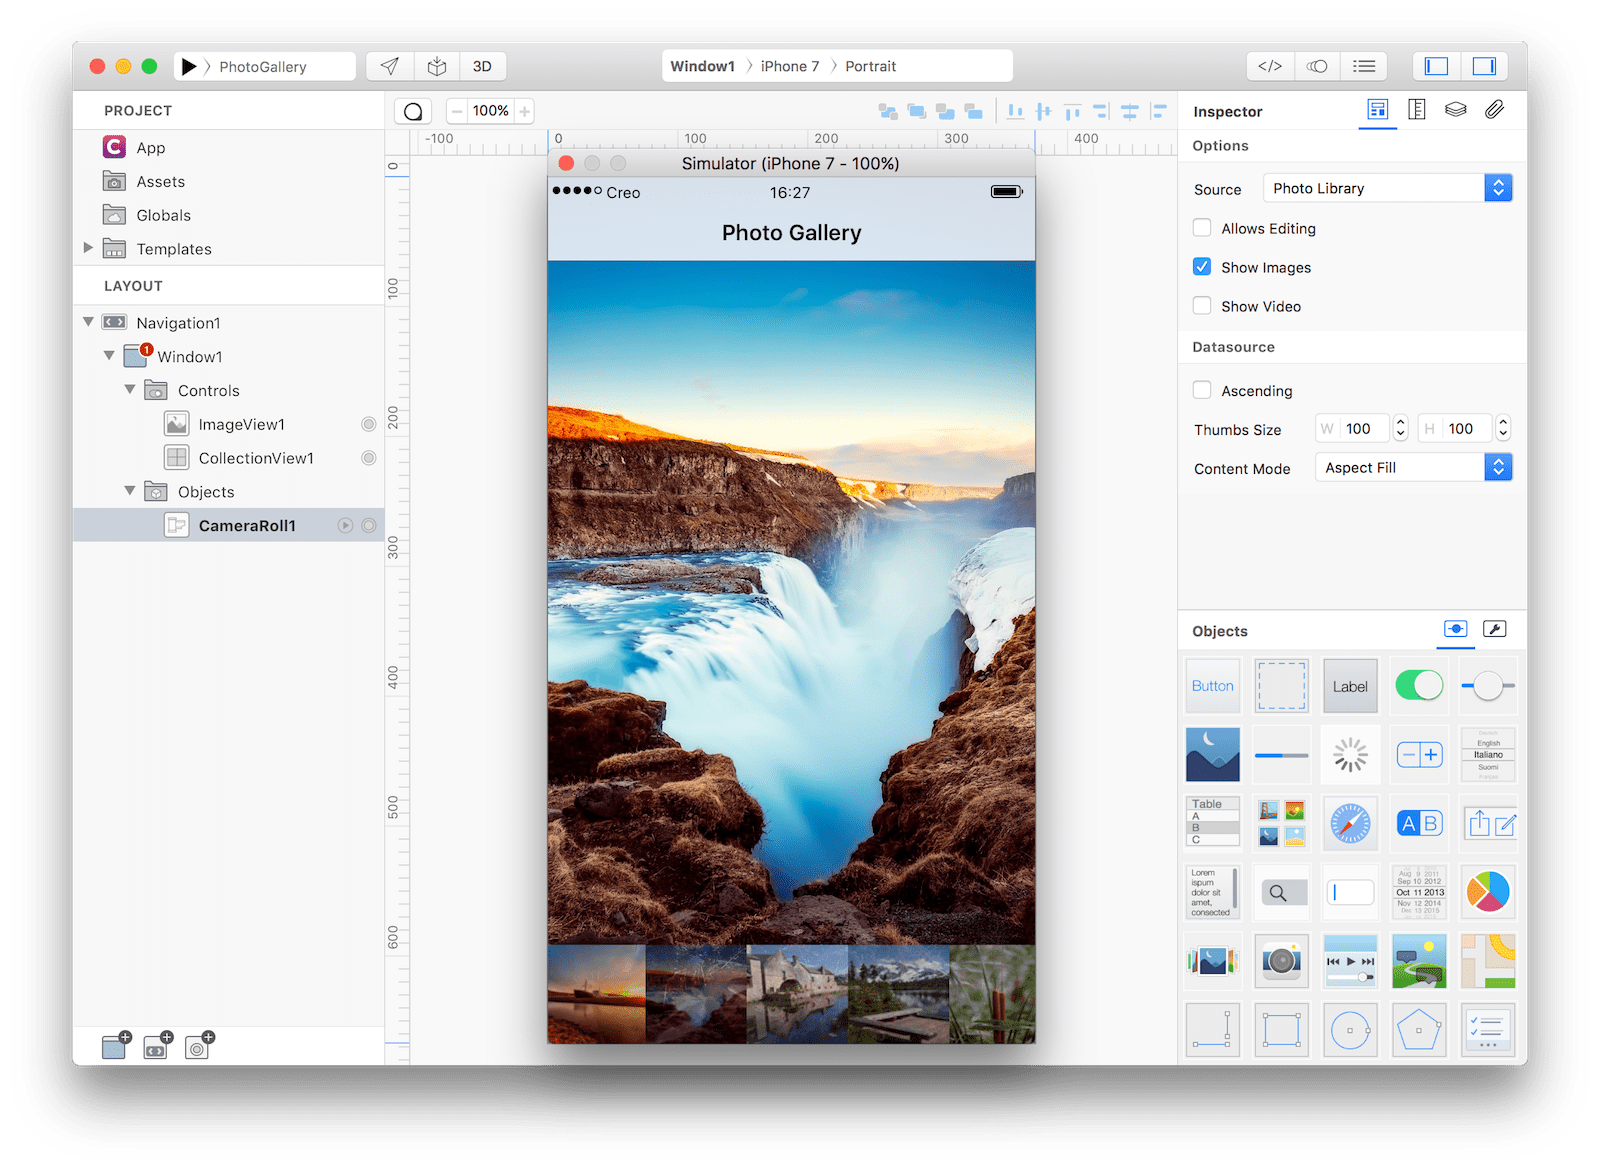 PhotoGallery
3D
Window1
iPhone 7
Portrait
</>
PROJECT
App
Assets
Globals
Templates
LAYOUT
Navigation1
1
Window1
Controls
ImageView1
CollectionView1
Objects
CameraRoll1
100%
-100
0
100
200
300
400
0
100
200
300
400
500
600
Simulator (iPhone 7 - 100%)
Creo
16:27
Photo Gallery
Inspector
Options
Source
Photo Library
Allows Editing
Show Images
Show Video
Datasource
Ascending
Thumbs Size
W 100
H 100
Content Mode
Aspect Fill
Objects
Button
Label
English
Italiano
Suomi
Table
A
B
C
A B
Lorem
ispum
dolor sit
amet,
consected
Aug 9 2011
Sep 10 2012
Oct 11 2013
Nov 12 2014
Dec 13 2015